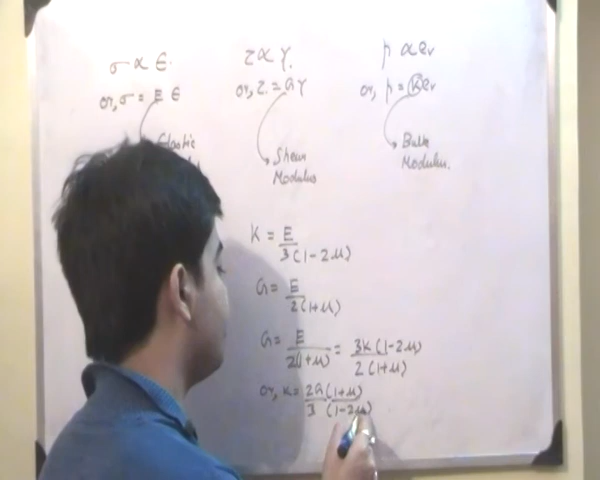 σ ∝ ϵ.
or, σ = E ϵ
Elastic
τ ∝ γ.
or, τ = G γ
Shear
Modulus
p ∝ ev
or, p = K ev
Bulk
Modulus.
K = E / 3(1-2μ)
G = E / 2(1+μ)
G = E / 2(1+μ) = 3K(1-2μ) / 2(1+μ)
or, K = 2G(1+μ) / 3(1-2μ)